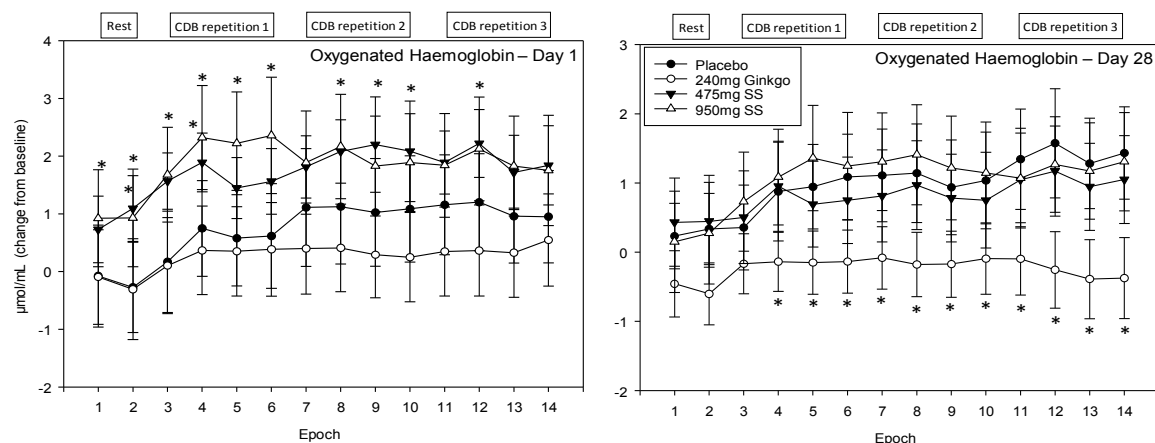 Rest CDB repetition 1 CDB repetition 2 CDB repetition 3
Oxygenated Haemoglobin – Day 1
4
3
2
1
0
-1
-2
µmol/mL (change from baseline)
* * * * * * * * * * * *
1 2 3 4 5 6 7 8 9 10 11 12 13 14
Epoch
Rest CDB repetition 1 CDB repetition 2 CDB repetition 3
Oxygenated Haemoglobin – Day 28
Placebo
240mg Ginkgo
475mg SS
950mg SS
3
2
1
0
-1
-2
* * * * * * * * * * *
1 2 3 4 5 6 7 8 9 10 11 12 13 14
Epoch